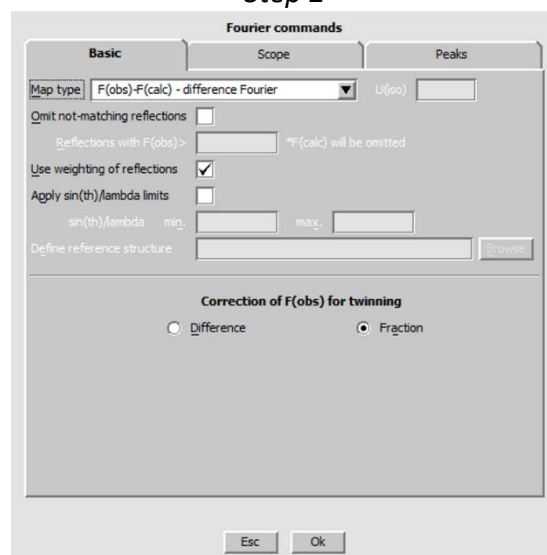 Fourier commands
Basic Scope Peaks
Map type F(obs)-F(calc) - difference Fourier U(iso)
Omit not-matching reflections
Reflections with F(obs)> *F(calc) will be omitted
Use weighting of reflections
Apply sin(th)/lambda limits
sin(th)/lambda min. max.
Define reference structure Browse
Correction of F(obs) for twinning
Difference Fraction
Esc Ok